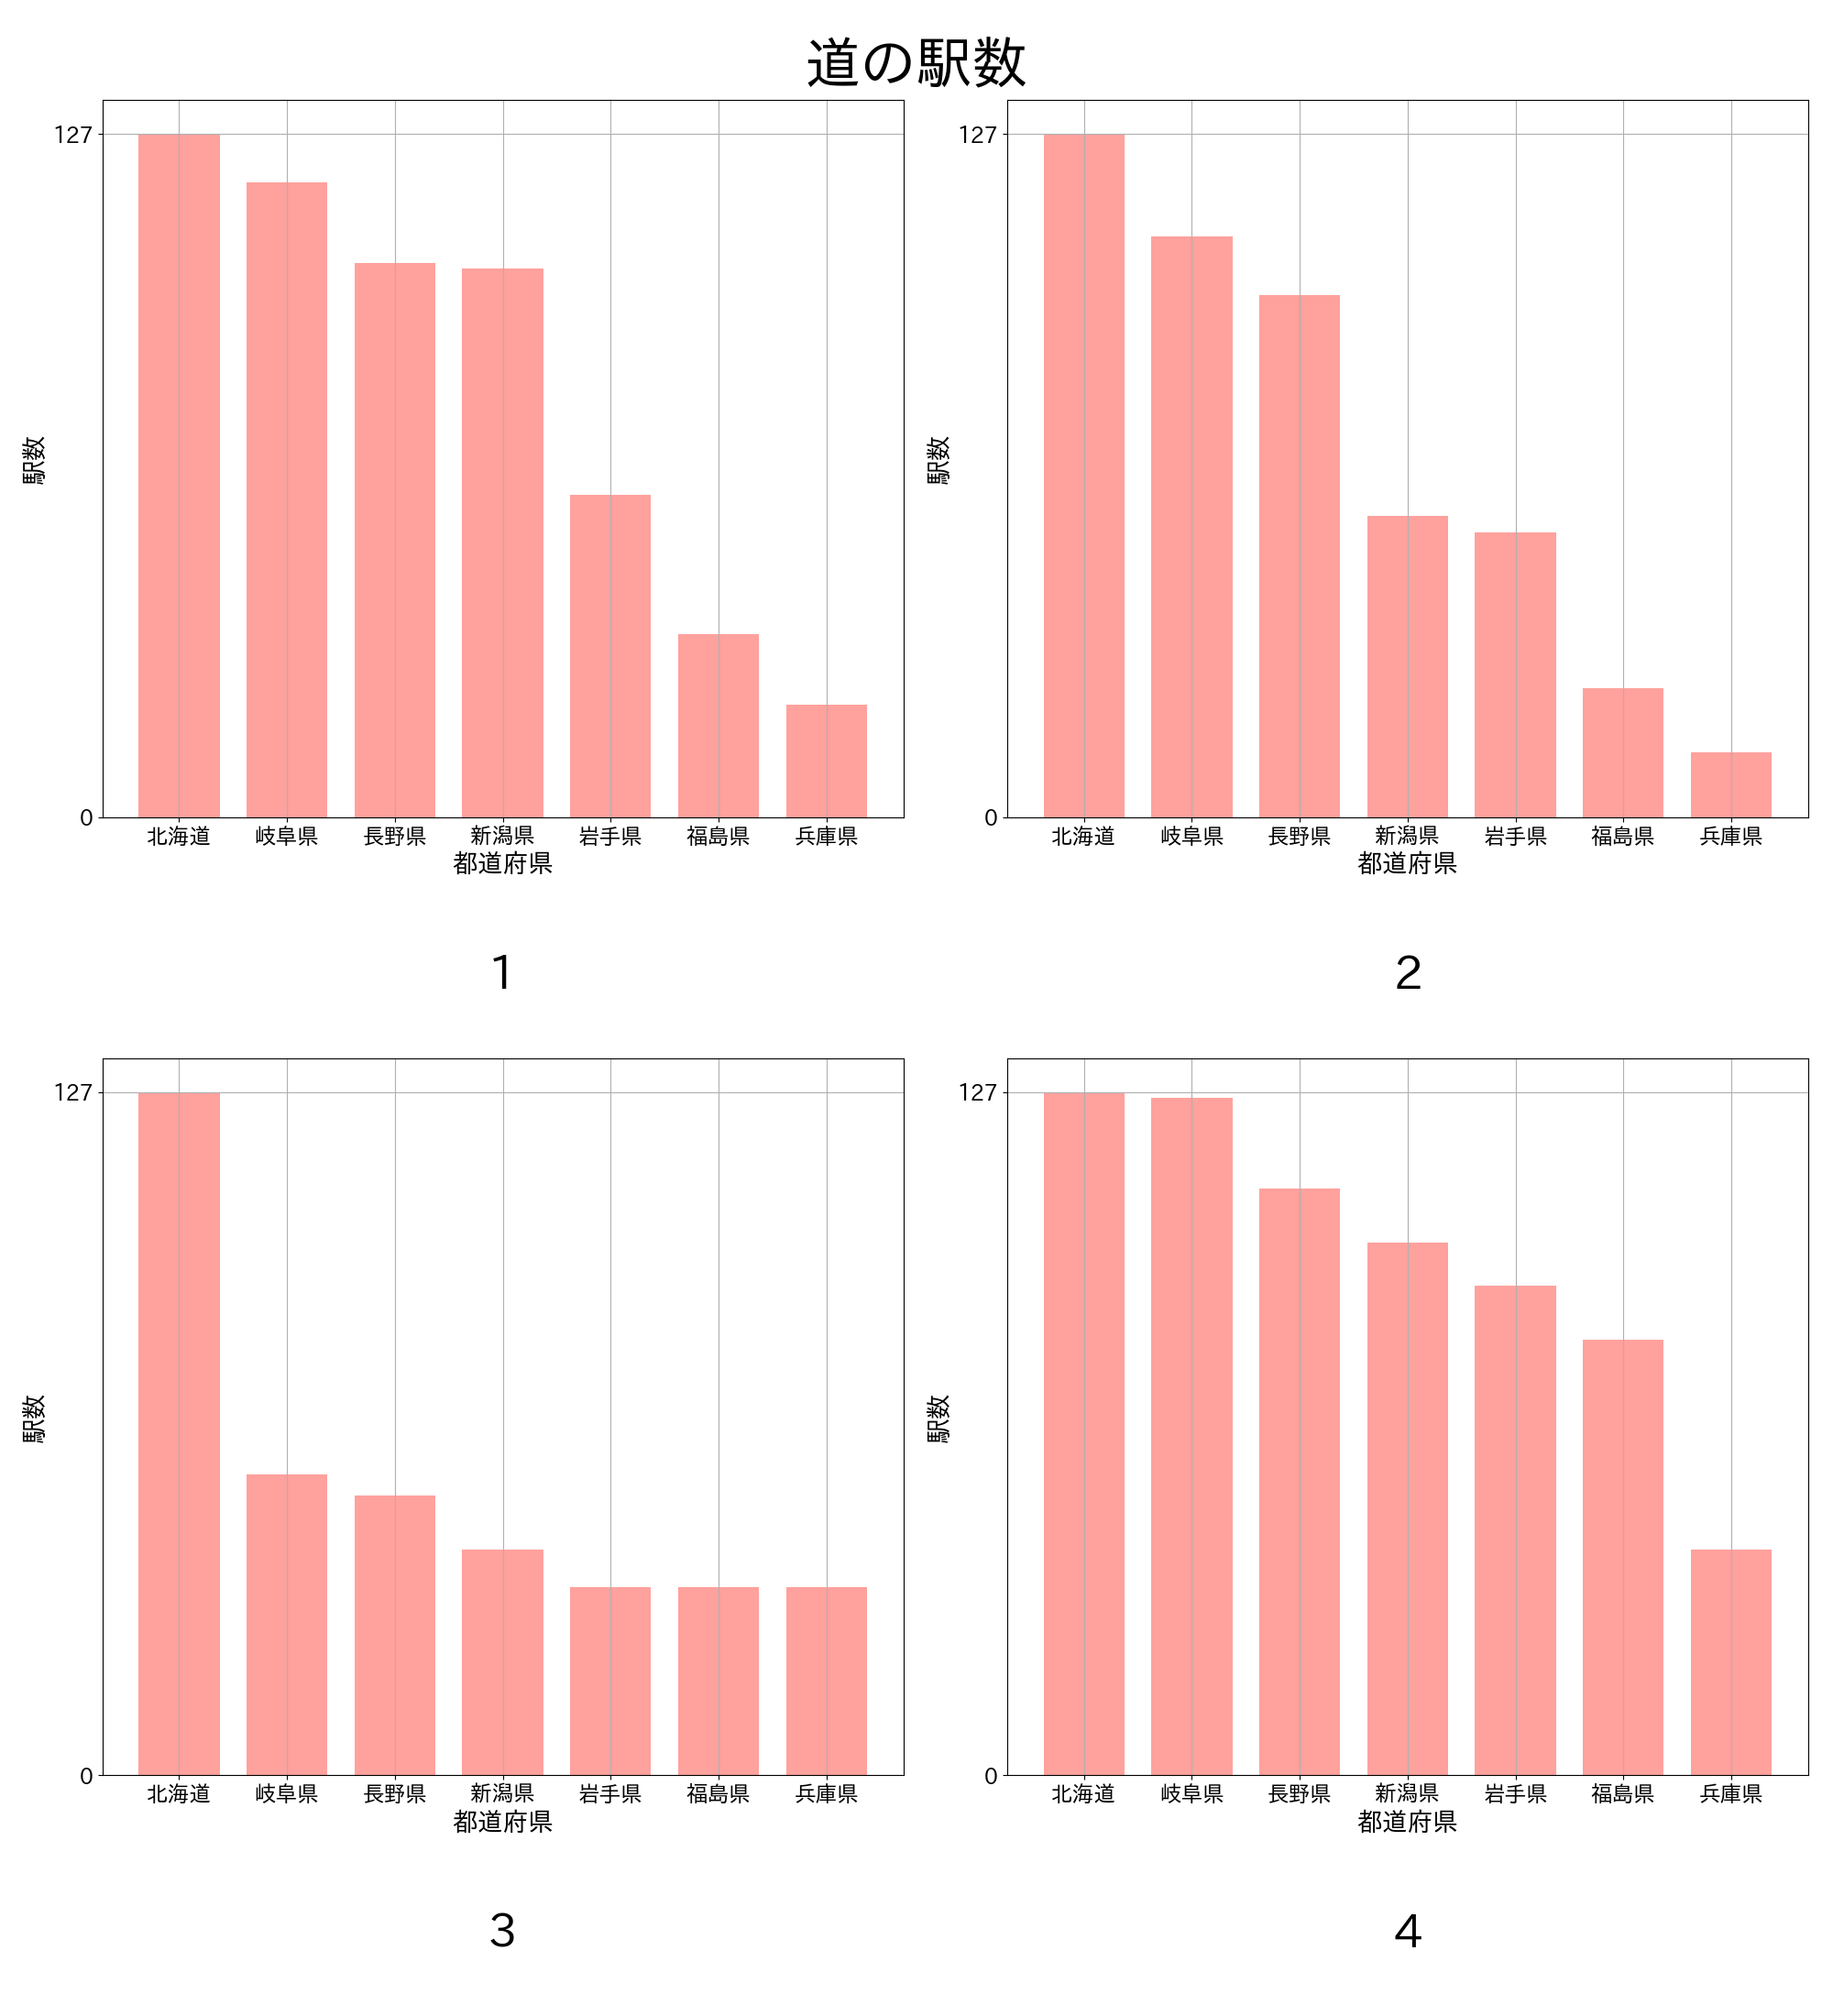 道の駅数
127
0
駅数
北海道 岐阜県 長野県 新潟県 岩手県 福島県 兵庫県
都道府県
1
127
0
駅数
北海道 岐阜県 長野県 新潟県 岩手県 福島県 兵庫県
都道府県
2
127
0
駅数
北海道 岐阜県 長野県 新潟県 岩手県 福島県 兵庫県
都道府県
3
127
0
駅数
北海道 岐阜県 長野県 新潟県 岩手県 福島県 兵庫県
都道府県
4